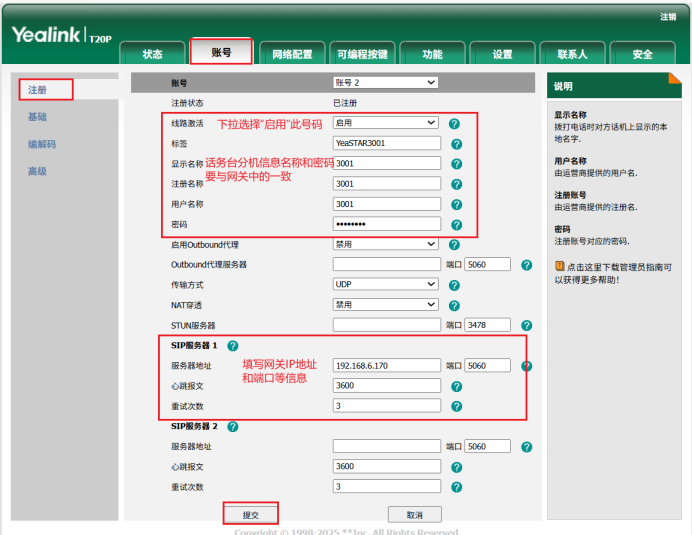 注销
Yealink | T20P
状态 账号 网络配置 可编程按键 功能 设置 联系人 安全
注册
基础
编解码
高级
账号 账号 2
注册状态 已注册
线路激活 下拉选择"启用"此号码 启用
标签 YeaSTAR3001
显示名称 话务台分机信息名称和密码 3001
注册名称 要与网关中的一致 3001
用户名称 3001
密码 ••••••••
启用Outbound代理 禁用
Outbound代理服务器 端口 5060
传输方式 UDP
NAT穿透 禁用
STUN服务器 端口 3478
SIP服务器 1
服务器地址 填写网关IP地址 192.168.6.170 端口 5060
心跳报文 和端口等信息 3600
重试次数 3
SIP服务器 2
服务器地址 端口 5060
心跳报文 3600
重试次数 3
提交 取消
Copyright © 1998-2025 **Inc. All Rights Reserved
说明
显示名称
拨打电话时对方话机上显示的本
地名字.
用户名称
由运营商提供的用户名.
注册账号
由运营商提供的注册名.
密码
注册账号对应的密码.
点击这里下载管理员指南可
以获得更多帮助!